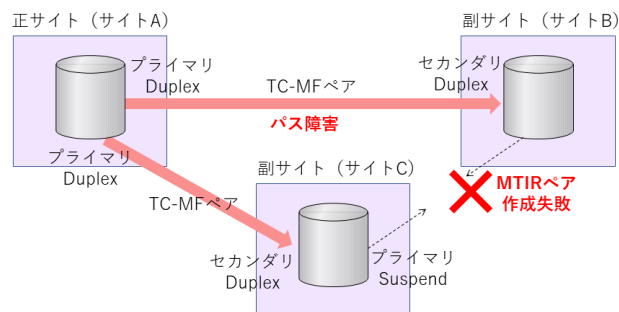 正サイト（サイトA）
副サイト（サイトB）
プライマリ
Duplex
TC-MFペア
セカンダリ
Duplex
パス障害
プライマリ
Duplex
副サイト（サイトC）
MTIRペア
作成失敗
TC-MFペア
セカンダリ
Duplex
プライマリ
Suspend